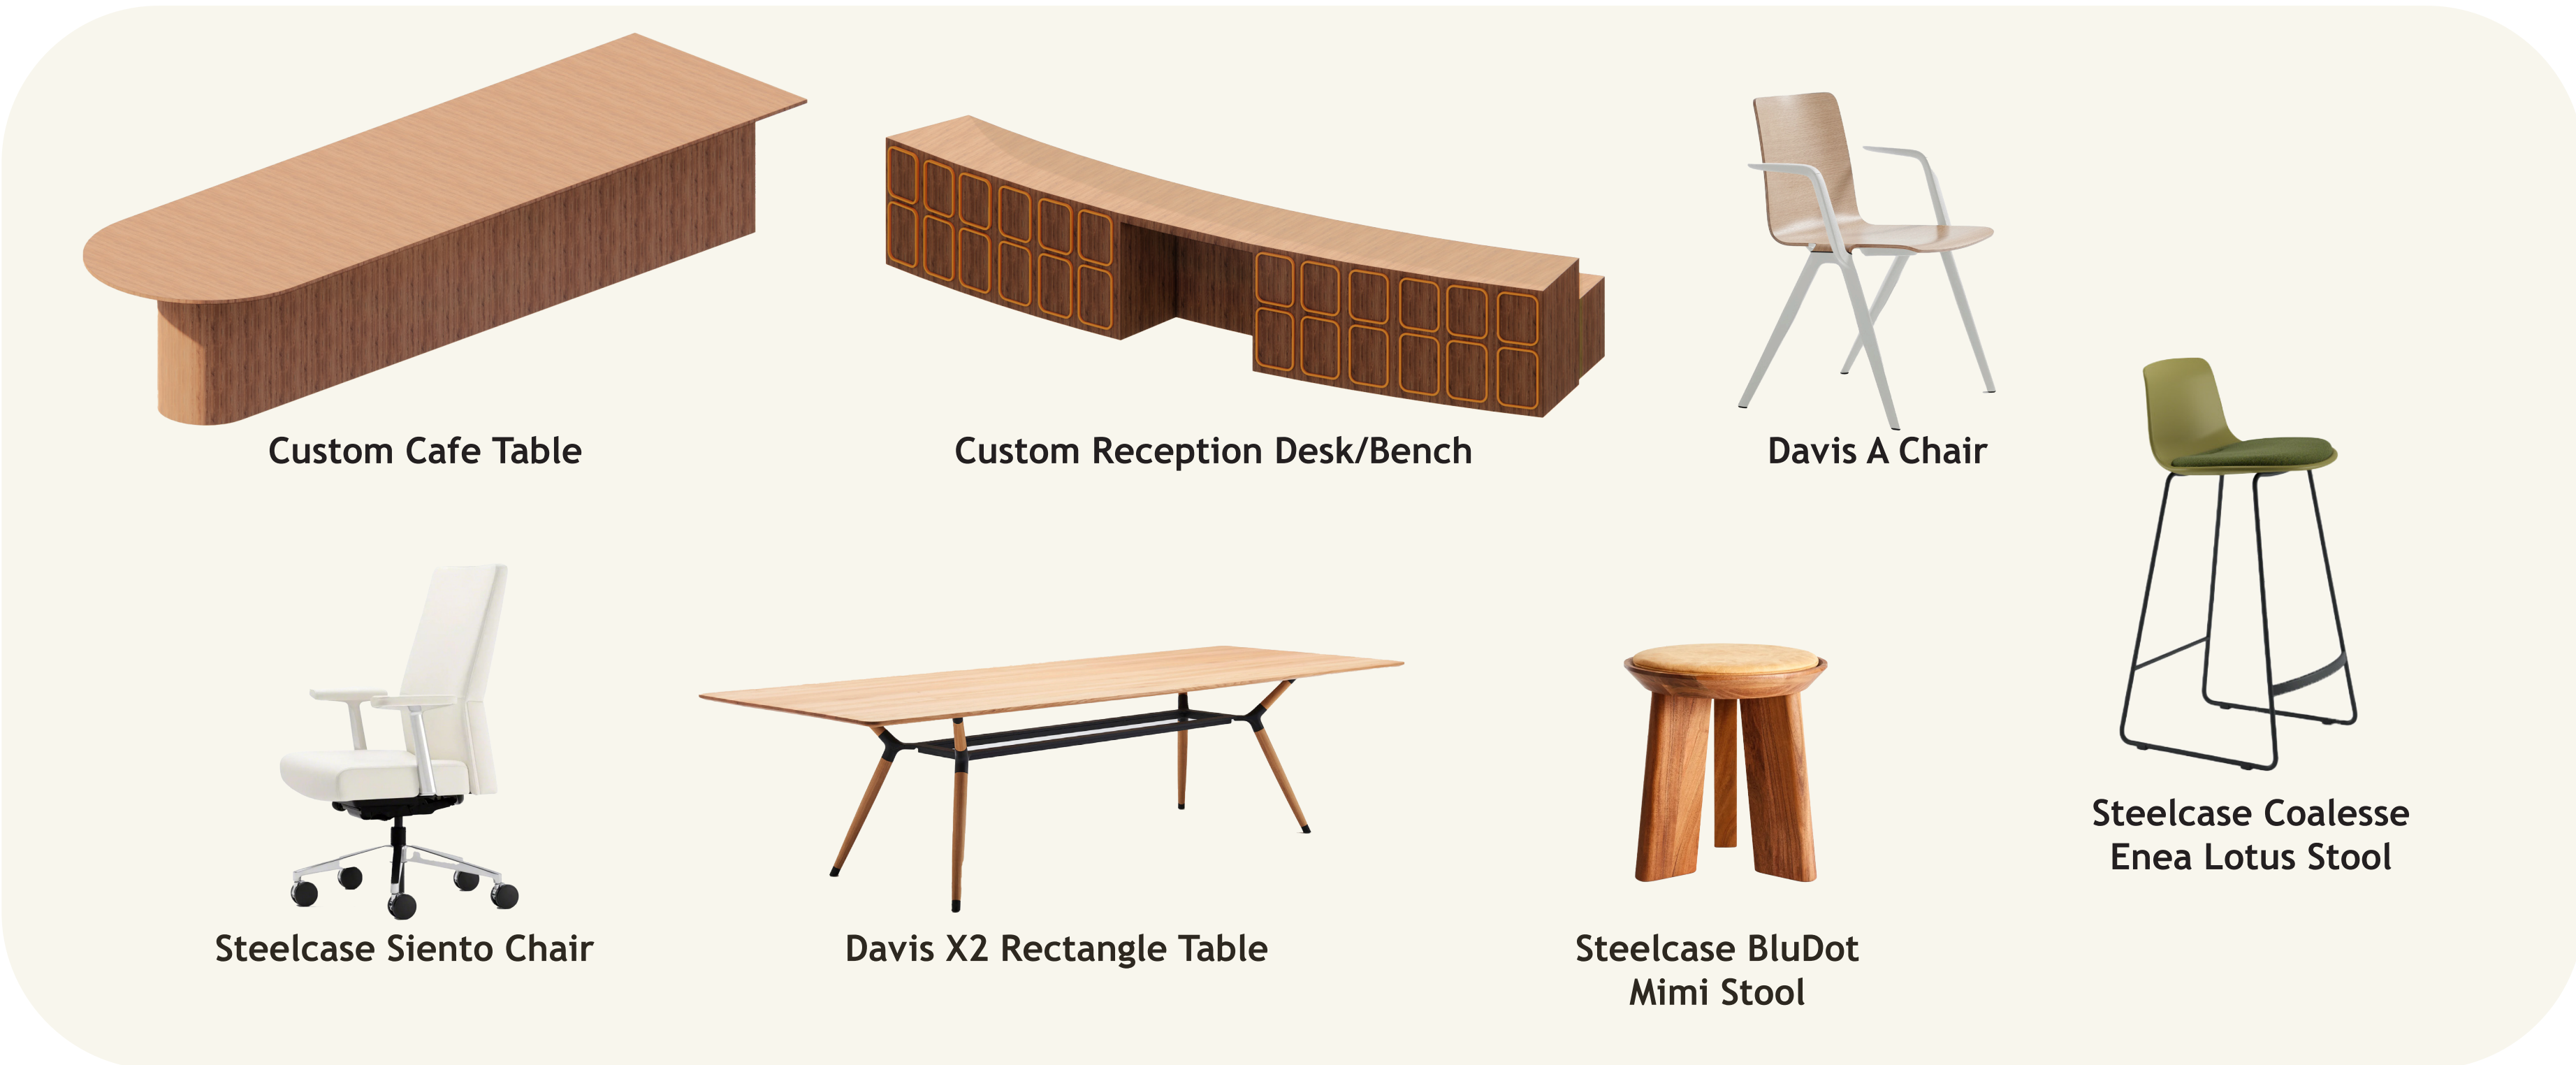 Custom Cafe Table
Custom Reception Desk/Bench
Davis A Chair
Steelcase Coalesse
Enea Lotus Stool
Steelcase Siento Chair
Davis X2 Rectangle Table
Steelcase BluDot
Mimi Stool